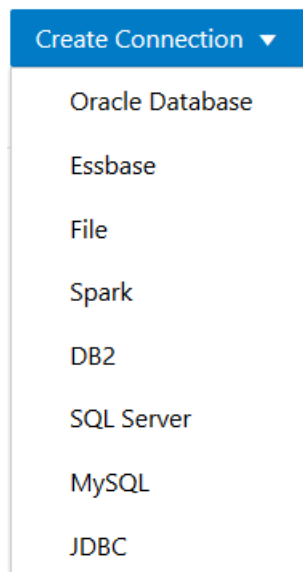 Create Connection
Oracle Database
Essbase
File
Spark
DB2
SQL Server
MySQL
JDBC